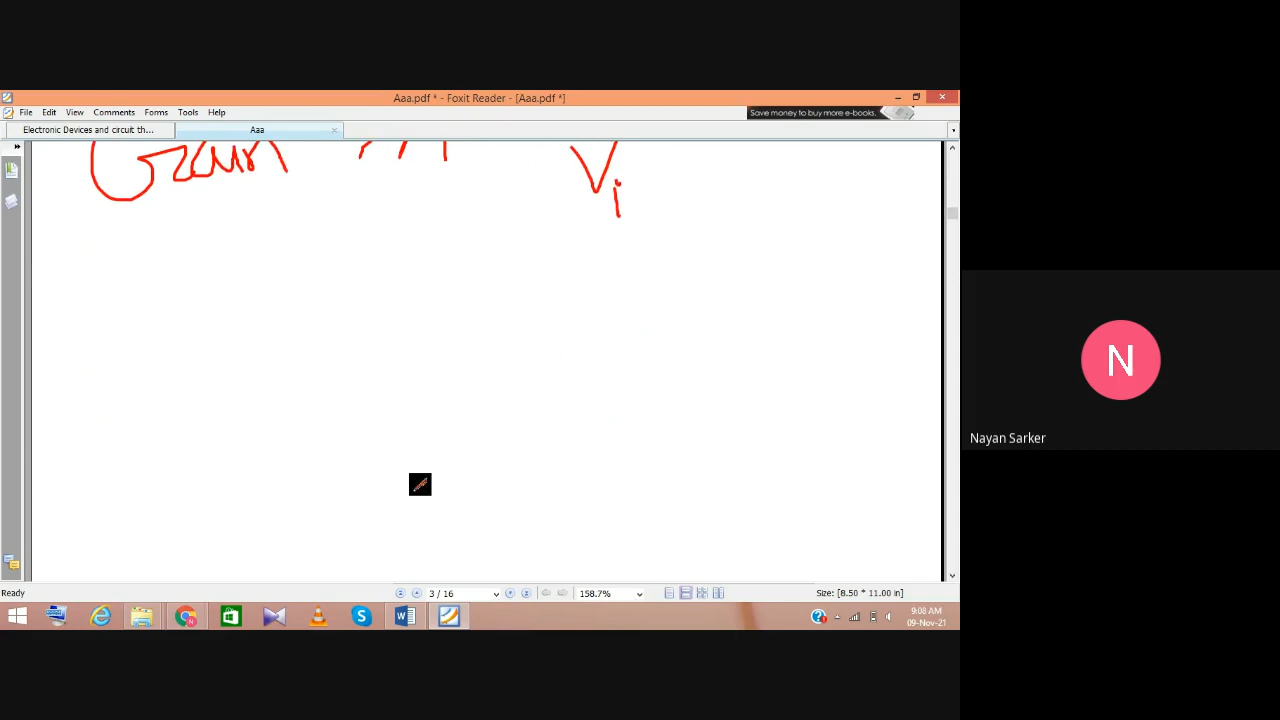 Aaa.pdf * - Foxit Reader - [Aaa.pdf *]
File Edit View Comments Forms Tools Help
Save money to buy more e-books.
Electronic Devices and circuit th...
Aaa
Gain
Vi
N
Nayan Sarker
Ready
3 / 16
158.7%
Size: [8.50 * 11.00 in]
9:08 AM
09-Nov-21